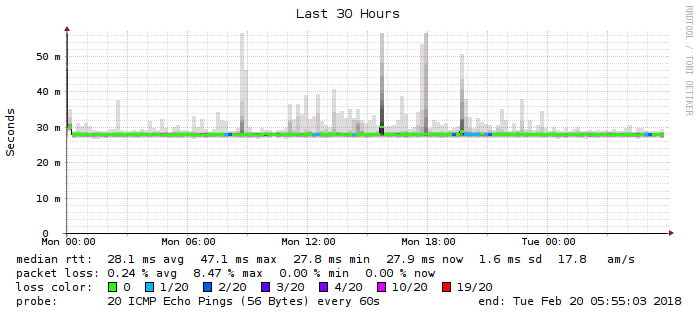 Last 30 Hours
RRDTOOL / TOBI OETIKER
Seconds
50 m
40 m
30 m
20 m
10 m
0
Mon 00:00 Mon 06:00 Mon 12:00 Mon 18:00 Tue 00:00
median rtt: 28.1 ms avg 47.1 ms max 27.8 ms min 27.9 ms now 1.6 ms sd 17.8 am/s
packet loss: 0.24 % avg 8.47 % max 0.00 % min 0.00 % now
loss color: 0 1/20 2/20 3/20 4/20 10/20 19/20
probe: 20 ICMP Echo Pings (56 Bytes) every 60s end: Tue Feb 20 05:55:03 2018